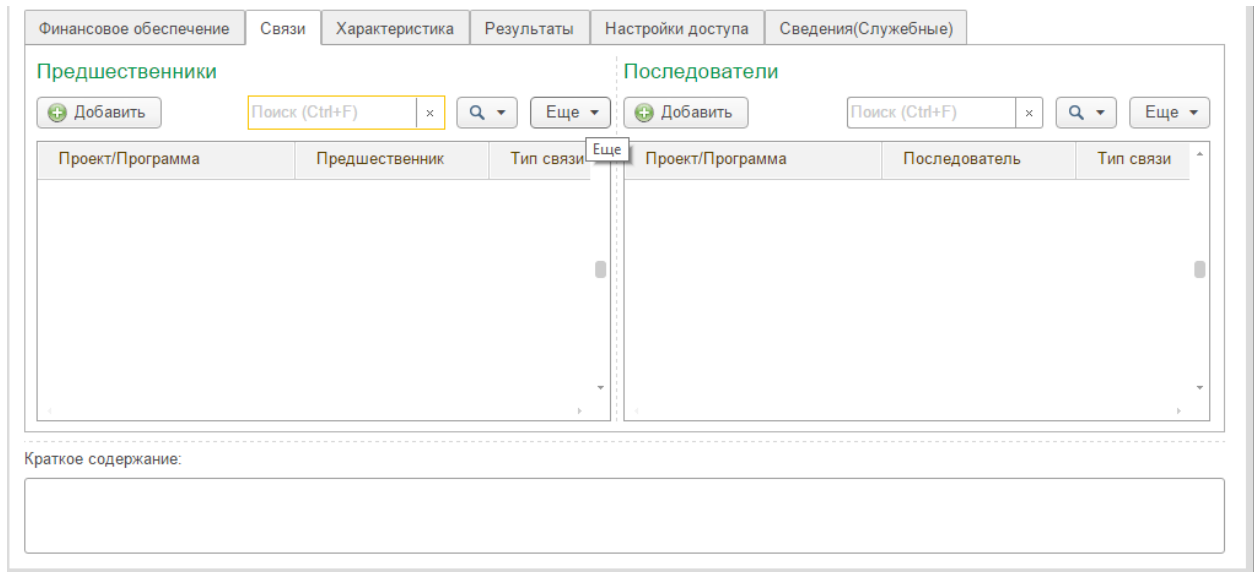 Финансовое обеспечение Связи Характеристика Результаты Настройки доступа Сведения(Служебные)
Предшественники Последователи
Добавить Поиск (Ctrl+F) × Еще Добавить Поиск (Ctrl+F) × Еще
Еще
Проект/Программа Предшественник Тип связи Проект/Программа Последователь Тип связи
Краткое содержание: